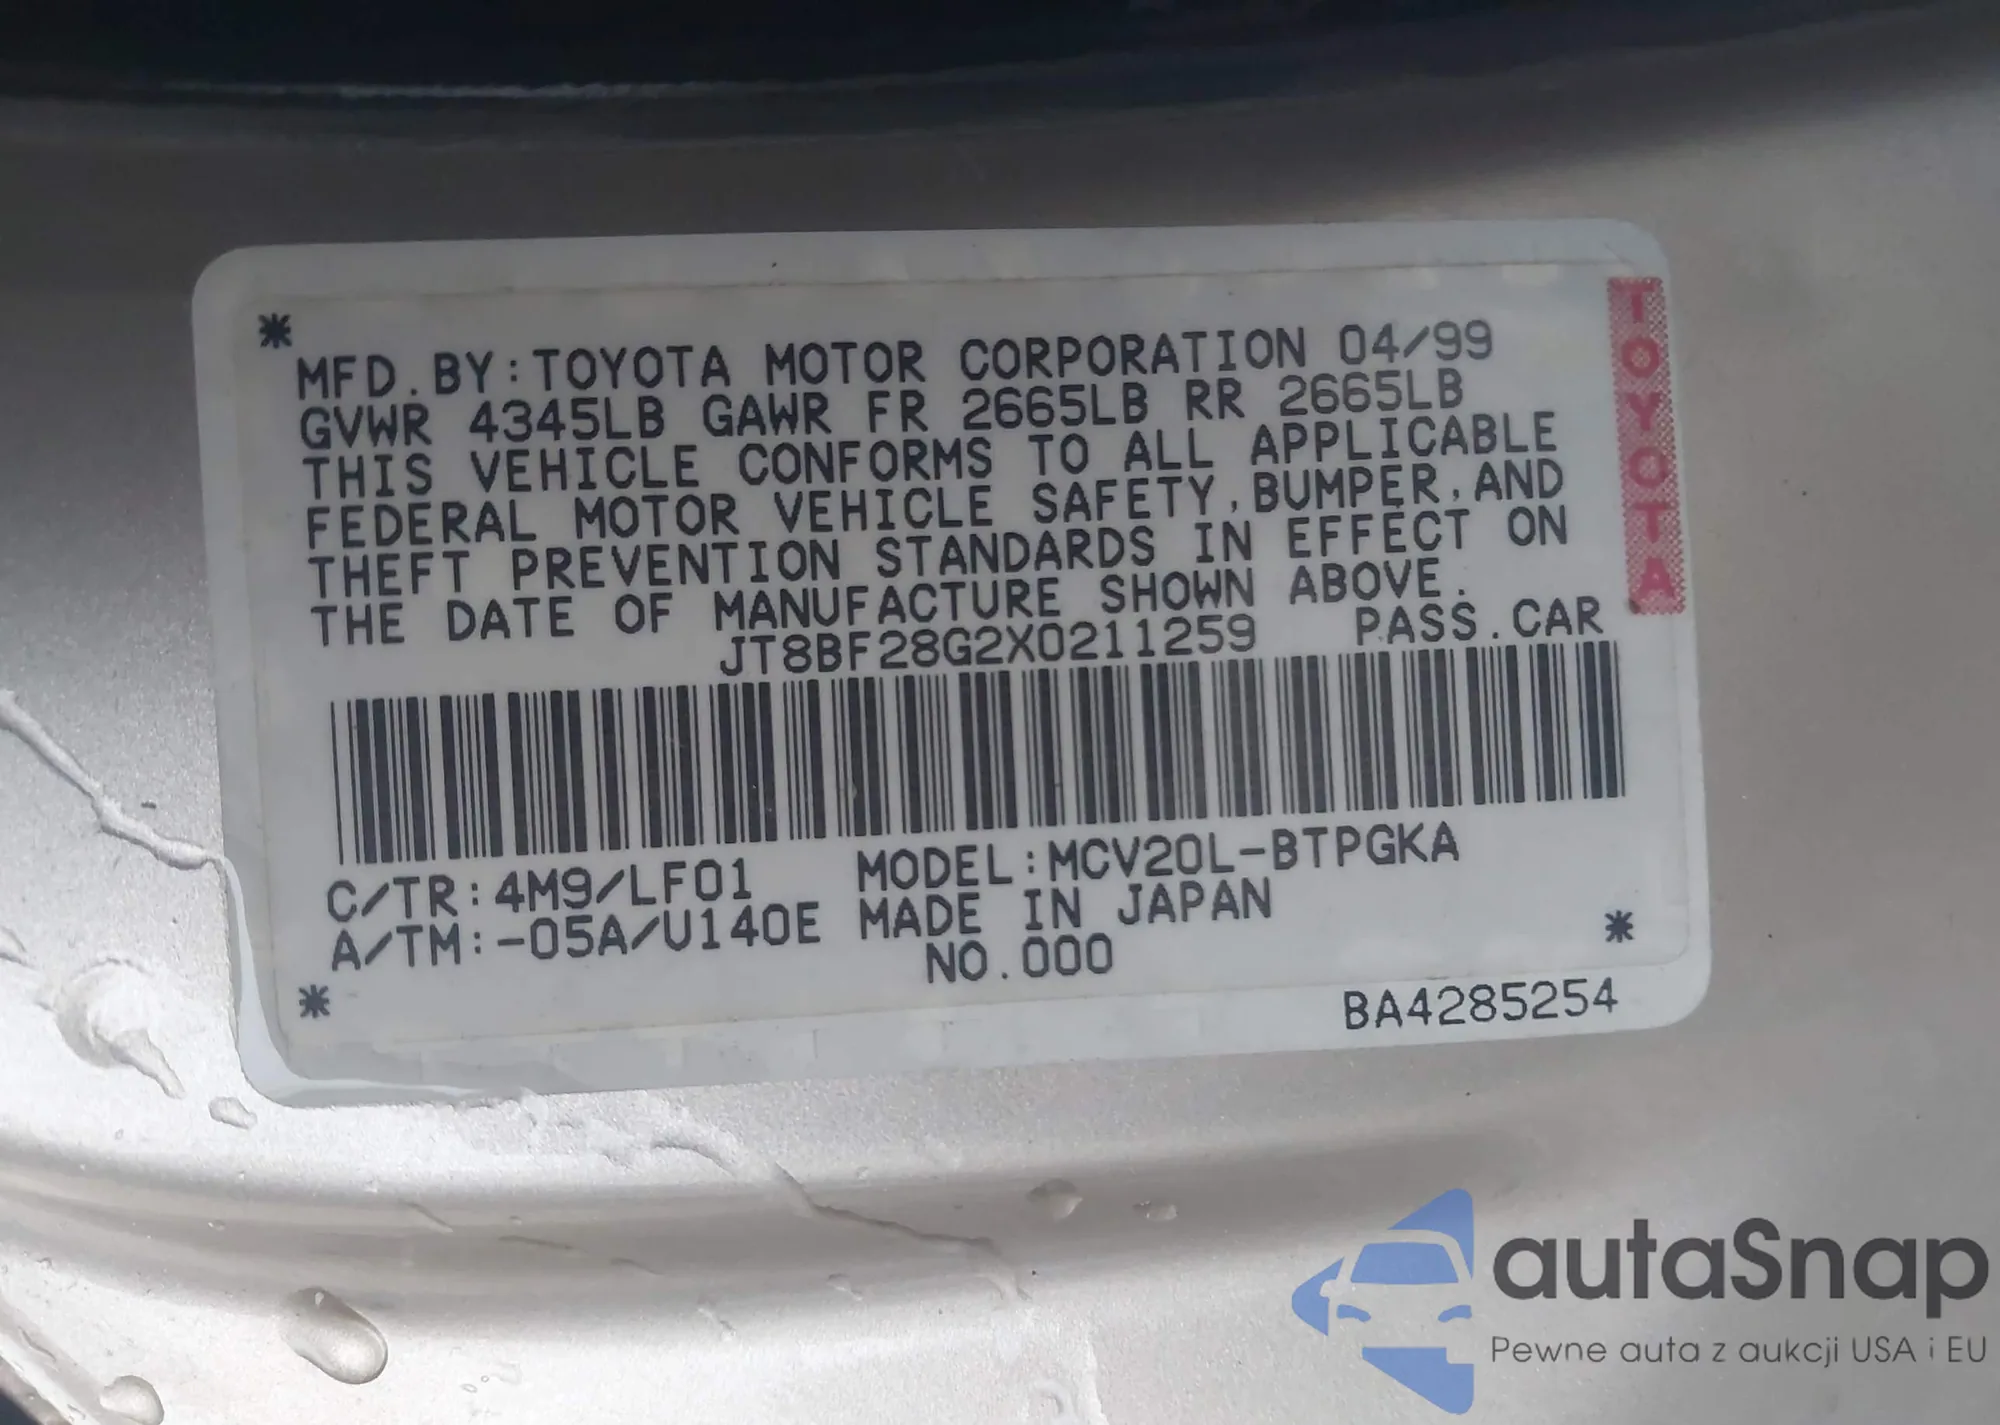 MFD.BY:TOYOTA MOTOR CORPORATION 04/99
GVWR 4345LB GAWR FR 2665LB RR 2665LB
THIS VEHICLE CONFORMS TO ALL APPLICABLE
FEDERAL MOTOR VEHICLE SAFETY,BUMPER,AND
THEFT PREVENTION STANDARDS IN EFFECT ON
THE DATE OF MANUFACTURE SHOWN ABOVE.
JT8BF28G2X0211259 PASS.CAR
C/TR:4M9/LF01 MODEL:MCV20L-BTPGKA
A/TM:-05A/U140E MADE IN JAPAN
NO.000
BA4285254
TOYOTA
autaSnap
Pewne auta z aukcji USA i EU